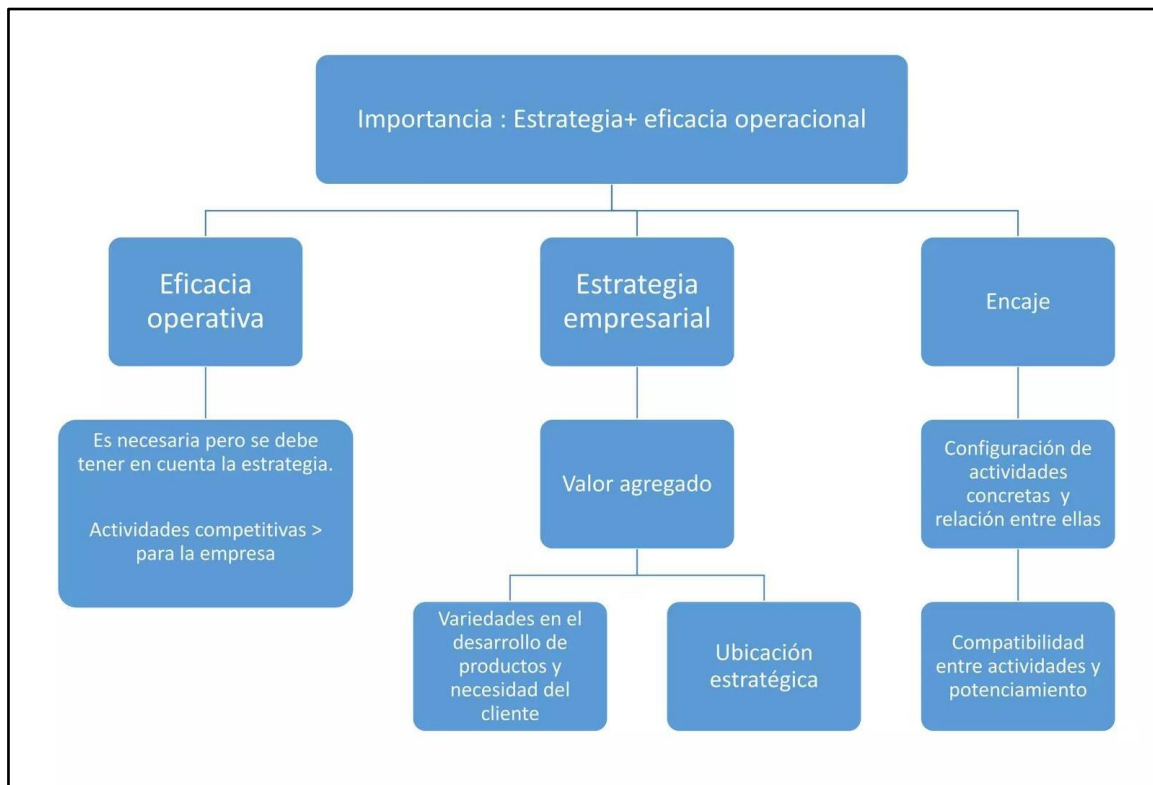 Importancia : Estrategia+ eficacia operacional
Eficacia
operativa
Estrategia
empresarial
Encaje
Es necesaria pero se debe
tener en cuenta la estrategia.
Actividades competitivas >
para la empresa
Valor agregado
Configuración de
actividades
concretas  y
relación entre ellas
Variedades en el
desarrollo de
productos y
necesidad del
cliente
Ubicación
estratégica
Compatibilidad
entre actividades y
potenciamiento